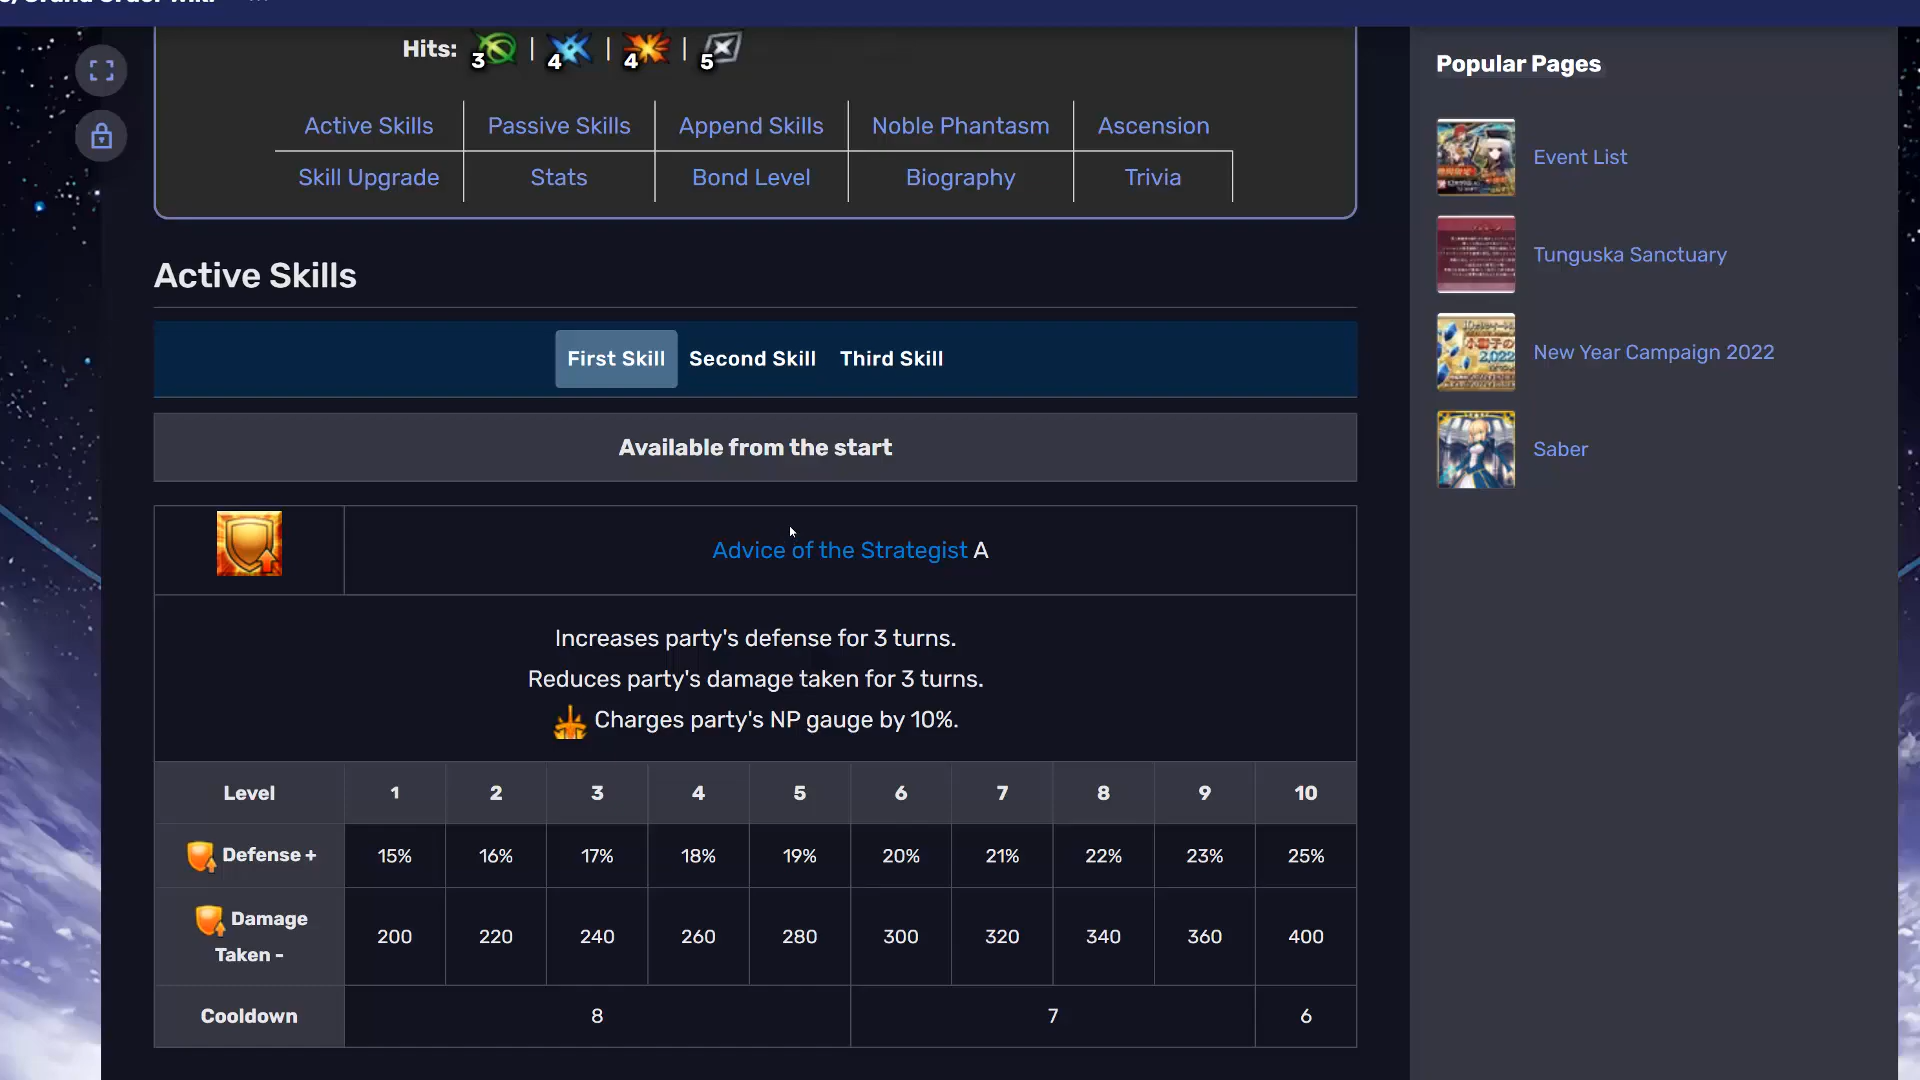 Hits: 3 | 4 | 4 | 5
Active Skills Passive Skills Append Skills Noble Phantasm Ascension
Skill Upgrade Stats Bond Level Biography Trivia
Active Skills
First Skill Second Skill Third Skill
Available from the start
Advice of the Strategist A
Increases party's defense for 3 turns.
Reduces party's damage taken for 3 turns.
Charges party's NP gauge by 10%.
Level 1 2 3 4 5 6 7 8 9 10
Defense + 15% 16% 17% 18% 19% 20% 21% 22% 23% 25%
Damage
Taken - 200 220 240 260 280 300 320 340 360 400
Cooldown 8 7 6
Popular Pages
Event List
Tunguska Sanctuary
New Year Campaign 2022
Saber